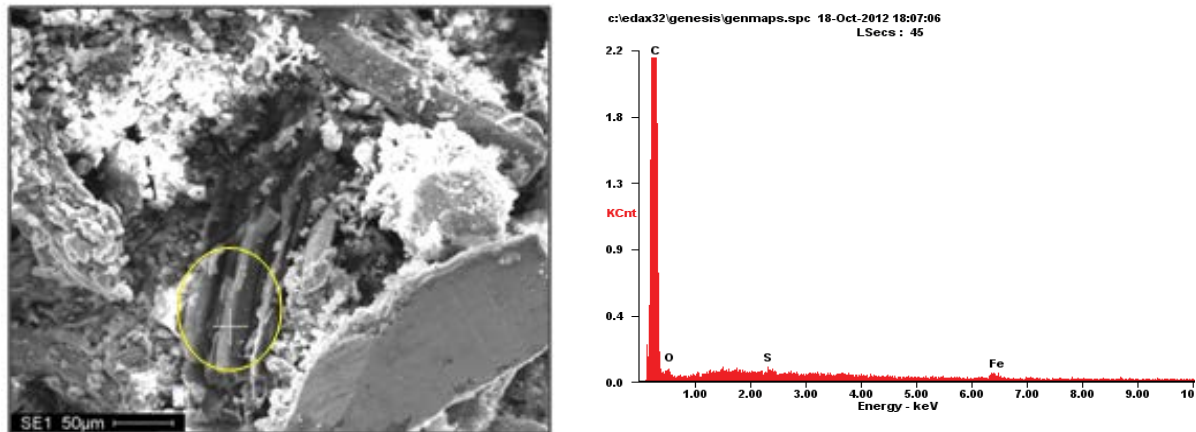 SE1 50µm
c:\edax32\genesis\genmaps.spc 18-Oct-2012 18:07:06
LSecs : 45
2.2
1.8
1.3
KCnt
0.9
0.4
0.0
C
O
S
Fe
1.00 2.00 3.00 4.00 5.00 6.00 7.00 8.00 9.00 10
Energy - keV